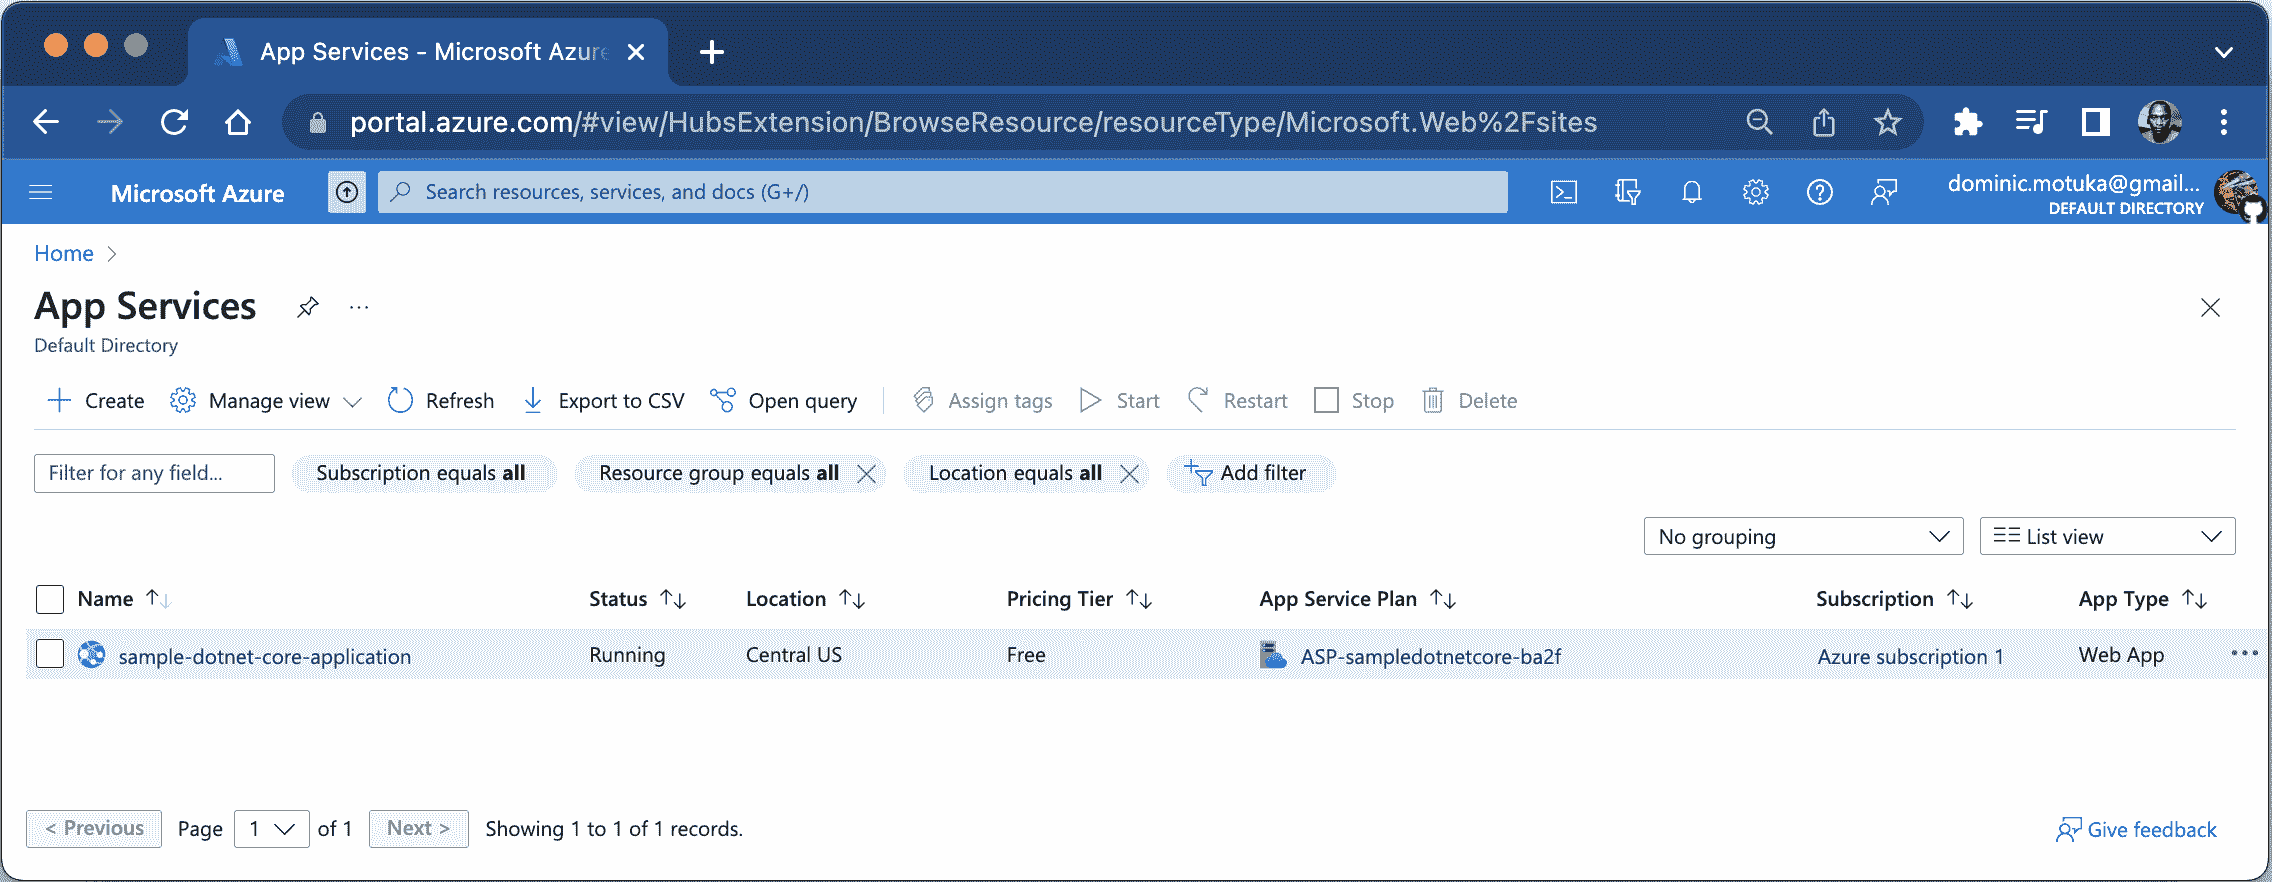 App Services - Microsoft Azure
portal.azure.com/#view/HubsExtension/BrowseResource/resourceType/Microsoft.Web%2Fsites
Microsoft Azure
Search resources, services, and docs (G+/)
dominic.motuka@gmail...
DEFAULT DIRECTORY
Home
App Services
Default Directory
Create Manage view Refresh Export to CSV Open query Assign tags Start Restart Stop Delete
Filter for any field... Subscription equals all Resource group equals all Location equals all Add filter
No grouping List view
Name Status Location Pricing Tier App Service Plan Subscription App Type
sample-dotnet-core-application Running Central US Free ASP-sampledotnetcore-ba2f Azure subscription 1 Web App
< Previous Page 1 of 1 Next > Showing 1 to 1 of 1 records. Give feedback